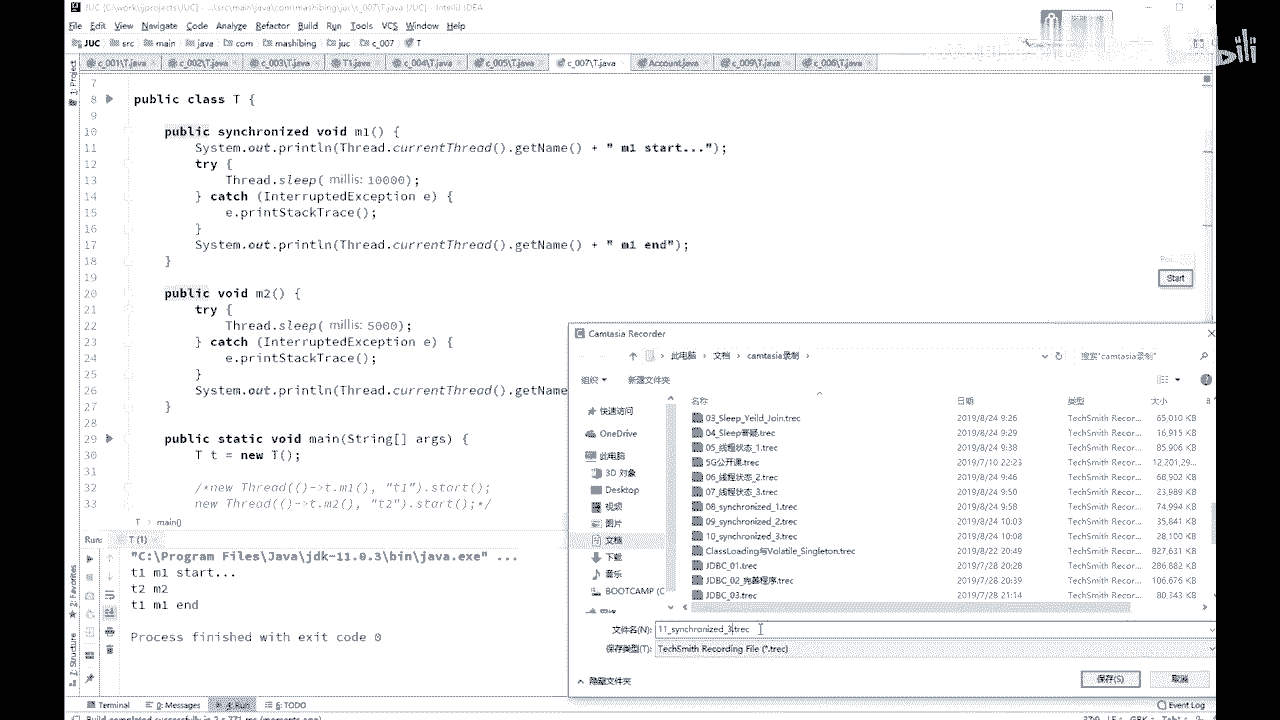 JUC [C:\work\jprojects\JUC] - ...\src\main\java\com\mashibing\juc\c_007\T.java [JUC] - IntelliJ IDEA
File Edit View Navigate Code Analyze Refactor Build Run Tools VCS Window Help
JUC src main java com mashibing juc c_007 T
c_001\T.java c_002\T.java c_003\T.java T1.java c_004\T.java c_005\T.java c_007\T.java Account.java c_009\T.java c_006\T.java
1: Project
7
8 public class T {
9
10 public synchronized void m1() {
11 System.out.println(Thread.currentThread().getName() + " m1 start...");
12 try {
13 Thread.sleep( millis: 10000);
14 } catch (InterruptedException e) {
15 e.printStackTrace();
16 }
17 System.out.println(Thread.currentThread().getName() + " m1 end");
18 }
19
20 public void m2() {
21 try {
22 Thread.sleep( millis: 5000);
23 } catch (InterruptedException e) {
24 e.printStackTrace();
25 }
26 System.out.println(Thread.currentThread().getName
27 }
28
29 public static void main(String[] args) {
30 T t = new T();
31
32 /*new Thread(()->t.m1(), "t1").start();
33 new Thread(()->t.m2(), "t2").start();*/
T main()
Start
Run: T (1)
"C:\Program Files\Java\jdk-11.0.3\bin\java.exe" ...
t1 m1 start...
t2 m2
t1 m1 end
Process finished with exit code 0
2: Favorites
Z: Structure
Terminal 0: Messages 4: Run 6: TODO
Event Log
Build completed successfully in 2 s 771 ms (moments ago)
Camtasia Recorder
此电脑 文档 camtasia录制
搜索"camtasia录制"
组织 新建文件夹
快速访问
OneDrive
此电脑
3D 对象
Desktop
视频
图片
文档
下载
音乐
BOOTCAMP (C
名称 日期 类型 大小
03_Sleep_Yeild_Join.trec 2019/8/24 9:26 TechSmith Recor... 65,010 KB
04_Sleep答疑.trec 2019/8/24 9:29 TechSmith Recor... 16,915 KB
05_线程状态_1.trec 2019/8/24 9:38 TechSmith Recor... 85,906 KB
5G公开课.trec 2019/7/10 22:23 TechSmith Recor... 12,201,29...
06_线程状态_2.trec 2019/8/24 9:46 TechSmith Recor... 68,902 KB
07_线程状态_3.trec 2019/8/24 9:50 TechSmith Recor... 23,989 KB
08_synchronized_1.trec 2019/8/24 9:58 TechSmith Recor... 74,994 KB
09_synchronized_2.trec 2019/8/24 10:03 TechSmith Recor... 35,841 KB
10_synchronized_3.trec 2019/8/24 10:08 TechSmith Recor... 28,100 KB
ClassLoading与Volatile_Singleton.trec 2019/8/22 20:49 TechSmith Recor... 827,631 KB
JDBC_01.trec 2019/7/28 20:28 TechSmith Recor... 286,882 KB
JDBC_02_完善程序.trec 2019/7/28 20:39 TechSmith Recor... 106,676 KB
JDBC_03.trec 2019/7/28 21:14 TechSmith Recor... 80,343 KB
文件名(N): 11_synchronized_3.trec
保存类型(T): TechSmith Recording File (*.trec)
隐藏文件夹
保存(S) 取消